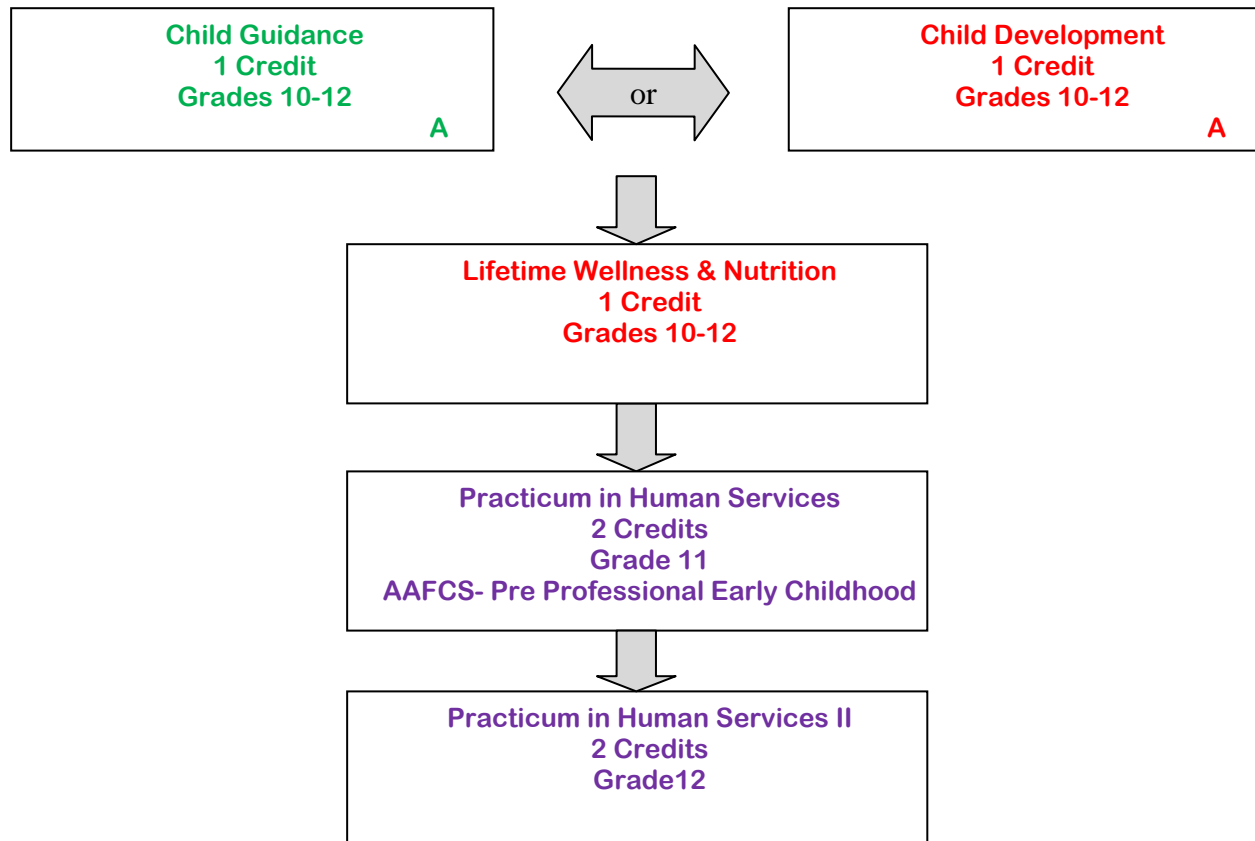 Child Guidance
1 Credit
Grades 10-12
A
or
Child Development
1 Credit
Grades 10-12
A
Lifetime Wellness & Nutrition
1 Credit
Grades 10-12
Practicum in Human Services
2 Credits
Grade 11
AAFCS- Pre Professional Early Childhood
Practicum in Human Services II
2 Credits
Grade12